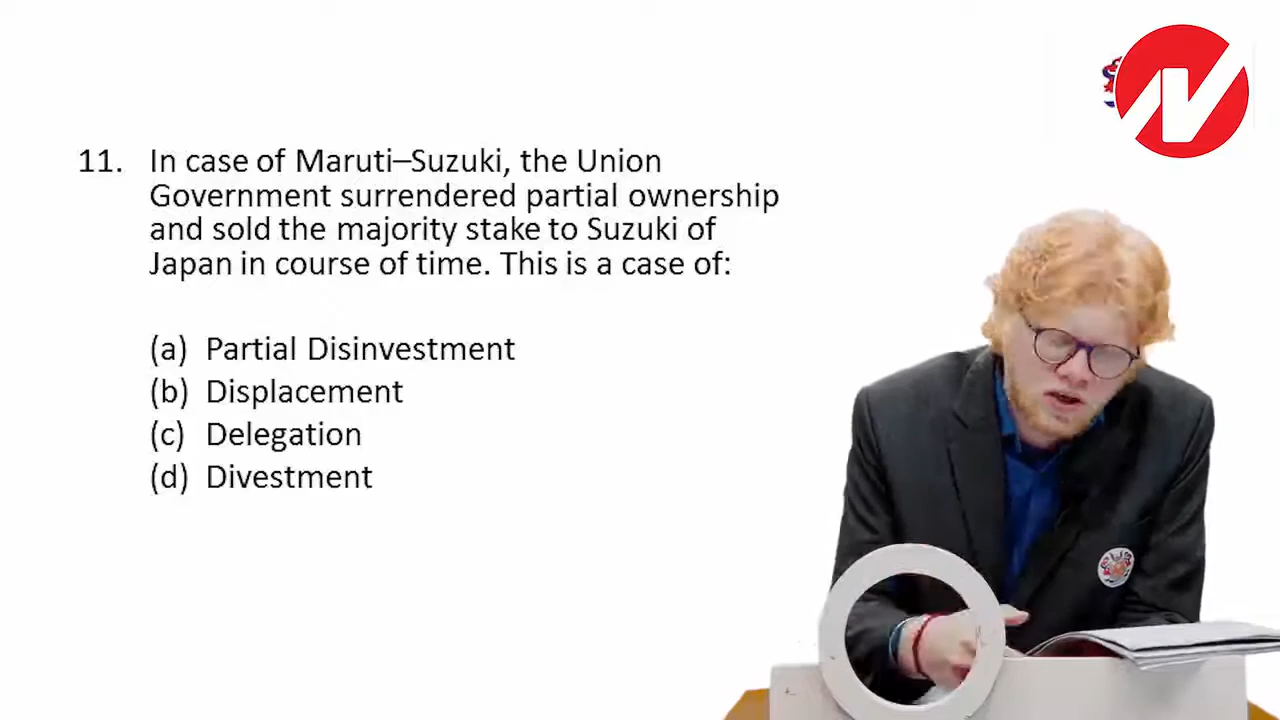 11. In case of Maruti–Suzuki, the Union
Government surrendered partial ownership
and sold the majority stake to Suzuki of
Japan in course of time. This is a case of:
(a) Partial Disinvestment
(b) Displacement
(c) Delegation
(d) Divestment